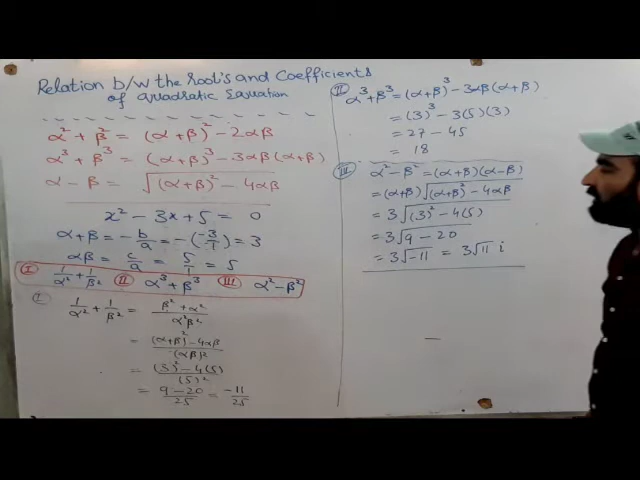 Relation b/w the Root's and Coefficients
of quadratic Equation
α² + β² = (α+β)² - 2αβ
α³ + β³ = (α+β)³ - 3αβ(α+β)
α - β = √((α+β)² - 4αβ)
x² - 3x + 5 = 0
α+β = -b/a = -(-3/1) = 3
αβ = c/a = 5/1 = 5
(I) 1/α² + 1/β² (II) α³ + β³ (III) α² - β²
(I) 1/α² + 1/β² = (β² + α²)/(α²β²)
= ((α+β)² - 4αβ)/(αβ)²
= ((3)² - 4(5))/(5)²
= (9 - 20)/25 = -11/25
(II) α³ + β³ = (α+β)³ - 3αβ(α+β)
= (3)³ - 3(5)(3)
= 27 - 45
= 18
(III) α² - β² = (α+β)(α-β)
= (α+β)√((α+β)² - 4αβ)
= 3√((3)² - 4(5))
= 3√(9 - 20)
= 3√(-11) = 3√11 i